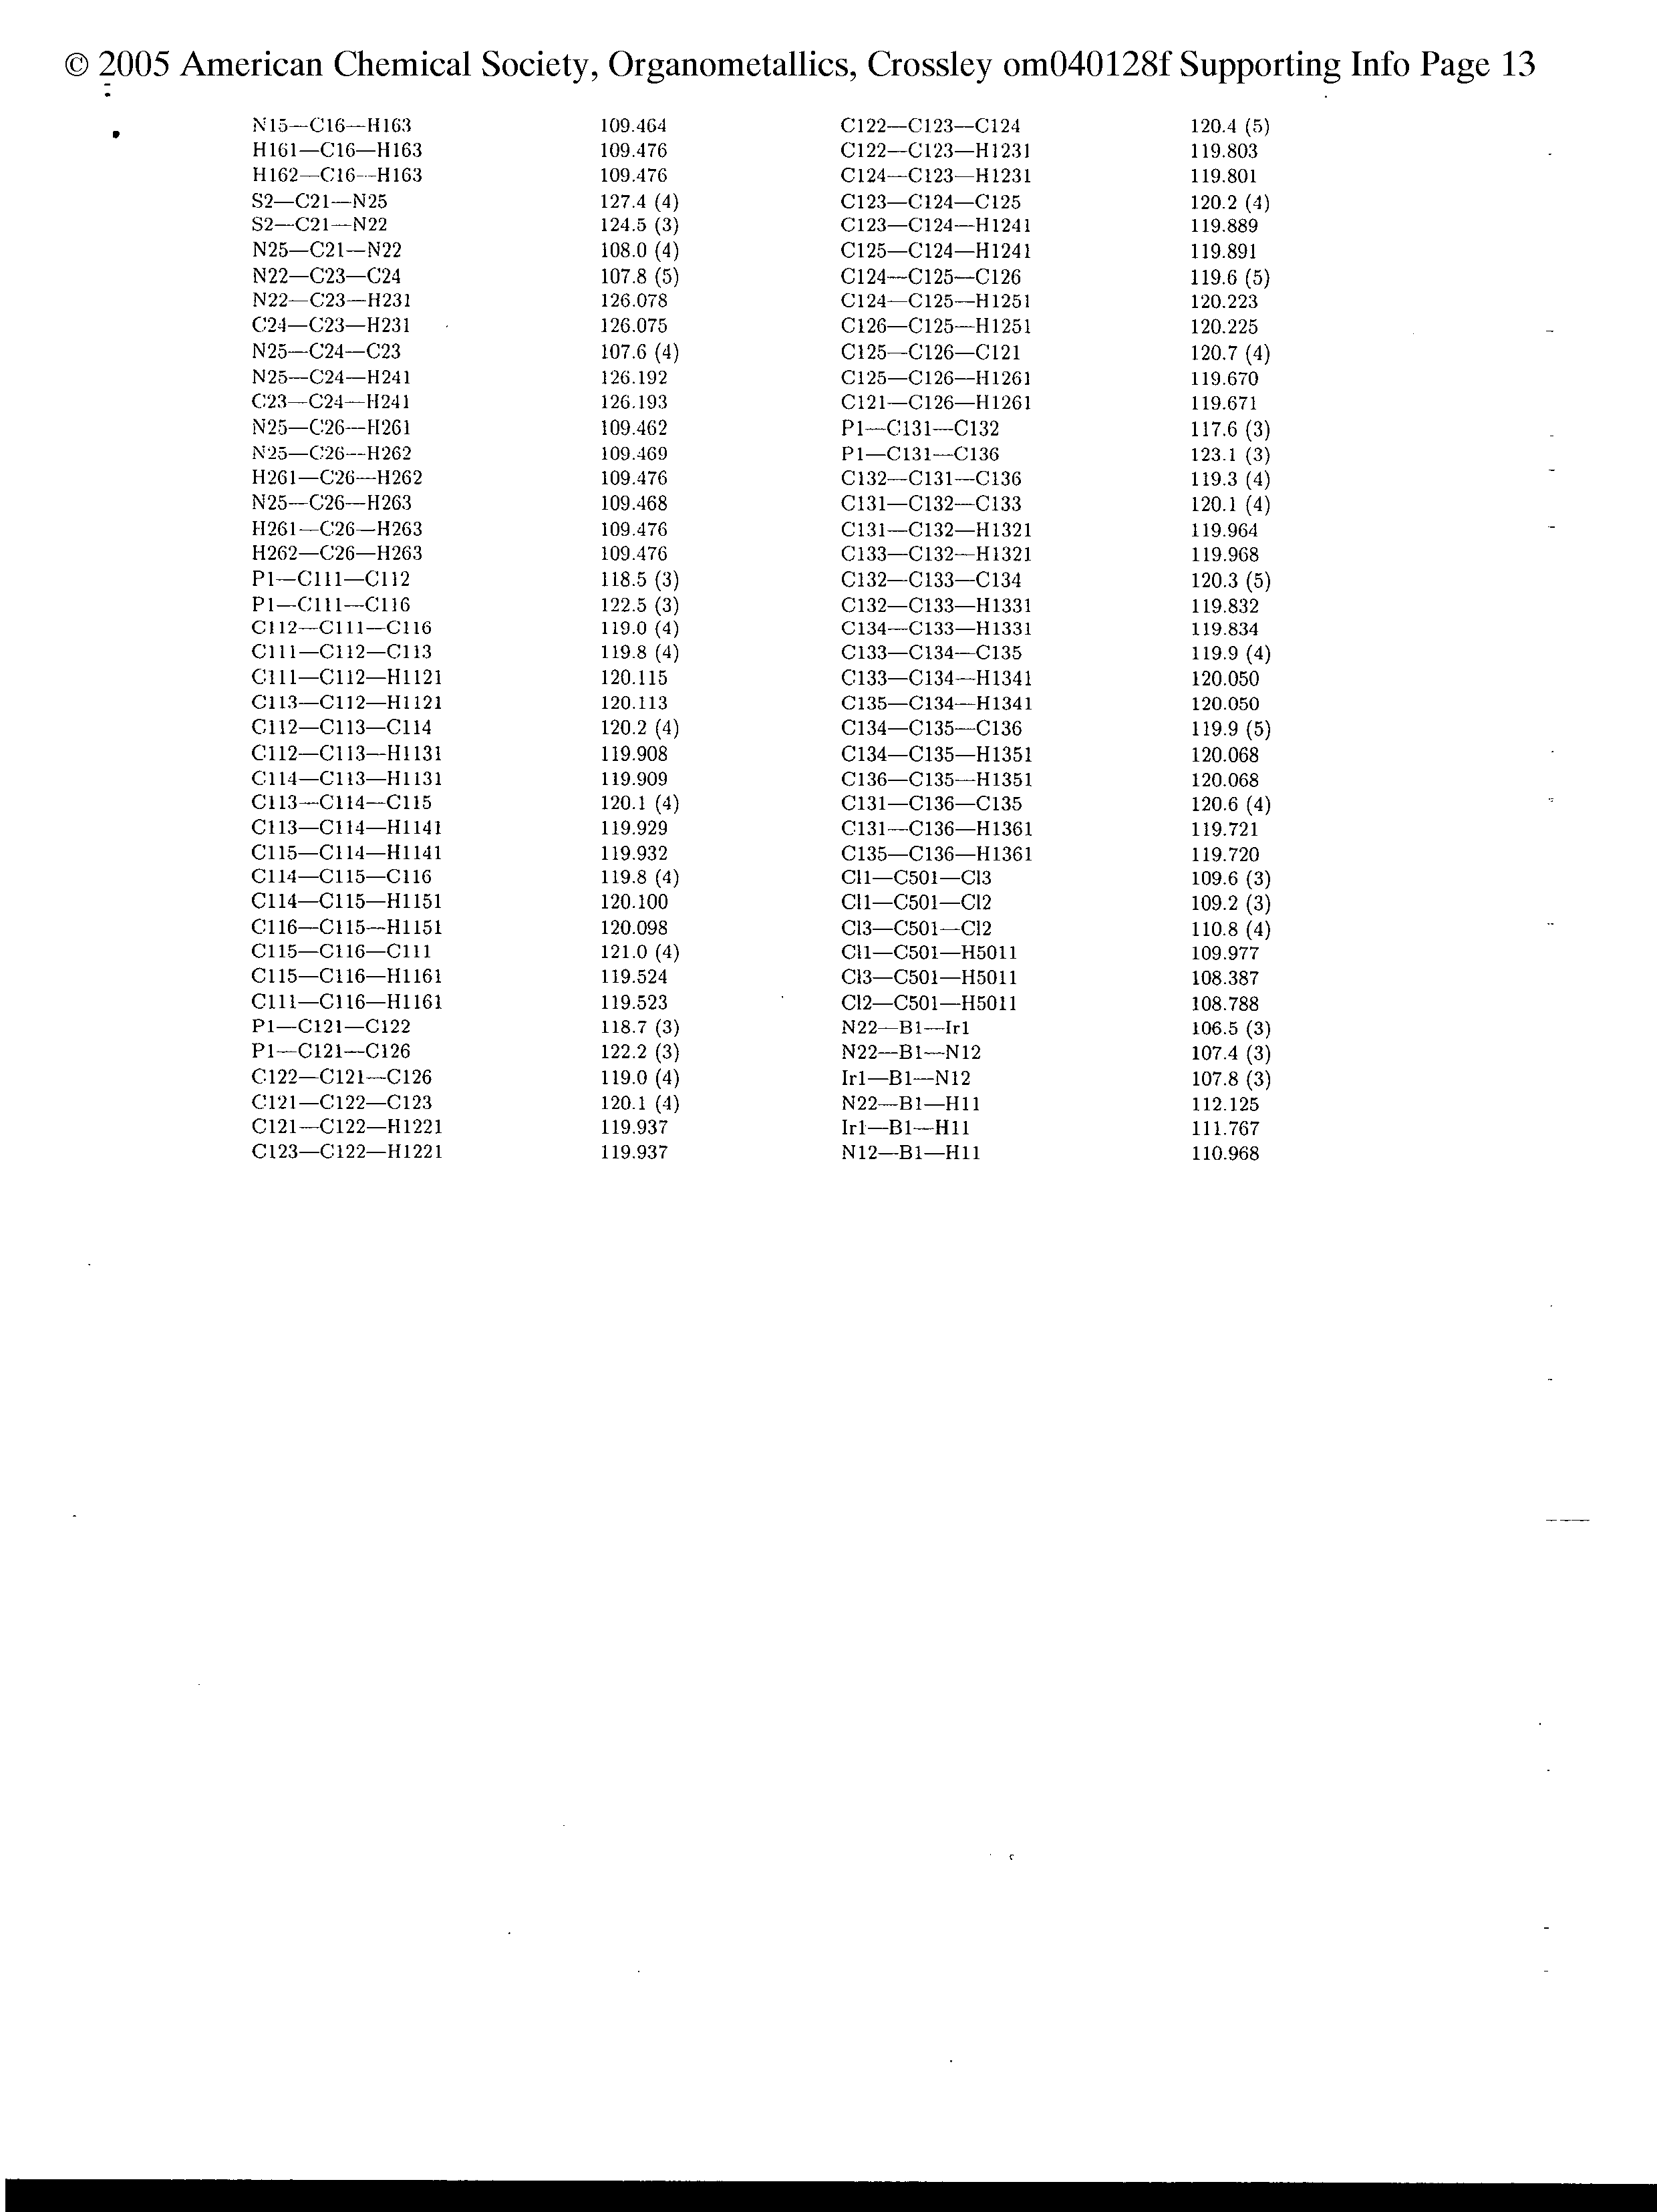 © 2005 American Chemical Society, Organometallics, Crossley om040128f Supporting Info Page 13
N15—C16—H163 109.464
H161—C16—H163 109.476
H162—C16—H163 109.476
S2—C21—N25 127.4 (4)
S2—C21—N22 124.5 (3)
N25—C21—N22 108.0 (4)
N22—C23—C24 107.8 (5)
N22—C23—H231 126.078
C24—C23—H231 126.075
N25—C24—C23 107.6 (4)
N25—C24—H241 126.192
C23—C24—H241 126.193
N25—C26—H261 109.462
N25—C26—H262 109.469
H261—C26—H262 109.476
N25—C26—H263 109.468
H261—C26—H263 109.476
H262—C26—H263 109.476
P1—C111—C112 118.5 (3)
P1—C111—C116 122.5 (3)
C112—C111—C116 119.0 (4)
C111—C112—C113 119.8 (4)
C111—C112—H1121 120.115
C113—C112—H1121 120.113
C112—C113—C114 120.2 (4)
C112—C113—H1131 119.908
C114—C113—H1131 119.909
C113—C114—C115 120.1 (4)
C113—C114—H1141 119.929
C115—C114—H1141 119.932
C114—C115—C116 119.8 (4)
C114—C115—H1151 120.100
C116—C115—H1151 120.098
C115—C116—C111 121.0 (4)
C115—C116—H1161 119.524
C111—C116—H1161 119.523
P1—C121—C122 118.7 (3)
P1—C121—C126 122.2 (3)
C122—C121—C126 119.0 (4)
C121—C122—C123 120.1 (4)
C121—C122—H1221 119.937
C123—C122—H1221 119.937
C122—C123—C124 120.4 (5)
C122—C123—H1231 119.803
C124—C123—H1231 119.801
C123—C124—C125 120.2 (4)
C123—C124—H1241 119.889
C125—C124—H1241 119.891
C124—C125—C126 119.6 (5)
C124—C125—H1251 120.223
C126—C125—H1251 120.225
C125—C126—C121 120.7 (4)
C125—C126—H1261 119.670
C121—C126—H1261 119.671
P1—C131—C132 117.6 (3)
P1—C131—C136 123.1 (3)
C132—C131—C136 119.3 (4)
C131—C132—C133 120.1 (4)
C131—C132—H1321 119.964
C133—C132—H1321 119.968
C132—C133—C134 120.3 (5)
C132—C133—H1331 119.832
C134—C133—H1331 119.834
C133—C134—C135 119.9 (4)
C133—C134—H1341 120.050
C135—C134—H1341 120.050
C134—C135—C136 119.9 (5)
C134—C135—H1351 120.068
C136—C135—H1351 120.068
C131—C136—C135 120.6 (4)
C131—C136—H1361 119.721
C135—C136—H1361 119.720
Cl1—C501—Cl3 109.6 (3)
Cl1—C501—Cl2 109.2 (3)
Cl3—C501—Cl2 110.8 (4)
Cl1—C501—H5011 109.977
Cl3—C501—H5011 108.387
Cl2—C501—H5011 108.788
N22—B1—Ir1 106.5 (3)
N22—B1—N12 107.4 (3)
Ir1—B1—N12 107.8 (3)
N22—B1—H11 112.125
Ir1—B1—H11 111.767
N12—B1—H11 110.968